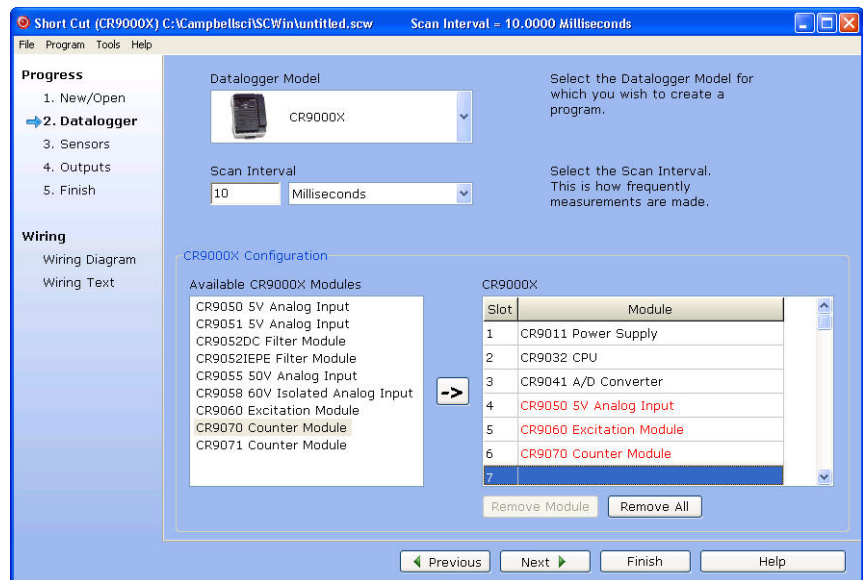 Short Cut (CR9000X) C:\Campbellsci\SCWin\untitled.scw Scan Interval = 10.0000 Milliseconds
File Program Tools Help
Progress
1. New/Open
2. Datalogger
3. Sensors
4. Outputs
5. Finish
Wiring
Wiring Diagram
Wiring Text
Datalogger Model
CR9000X
Select the Datalogger Model for
which you wish to create a
program.
Scan Interval
10 Milliseconds
Select the Scan Interval.
This is how frequently
measurements are made.
CR9000X Configuration
Available CR9000X Modules
CR9050 5V Analog Input
CR9051 5V Analog Input
CR9052DC Filter Module
CR9052IEPE Filter Module
CR9055 50V Analog Input
CR9058 60V Isolated Analog Input
CR9060 Excitation Module
CR9070 Counter Module
CR9071 Counter Module
->
CR9000X
Slot Module
1 CR9011 Power Supply
2 CR9032 CPU
3 CR9041 A/D Converter
4 CR9050 5V Analog Input
5 CR9060 Excitation Module
6 CR9070 Counter Module
7
Remove Module Remove All
Previous Next Finish Help